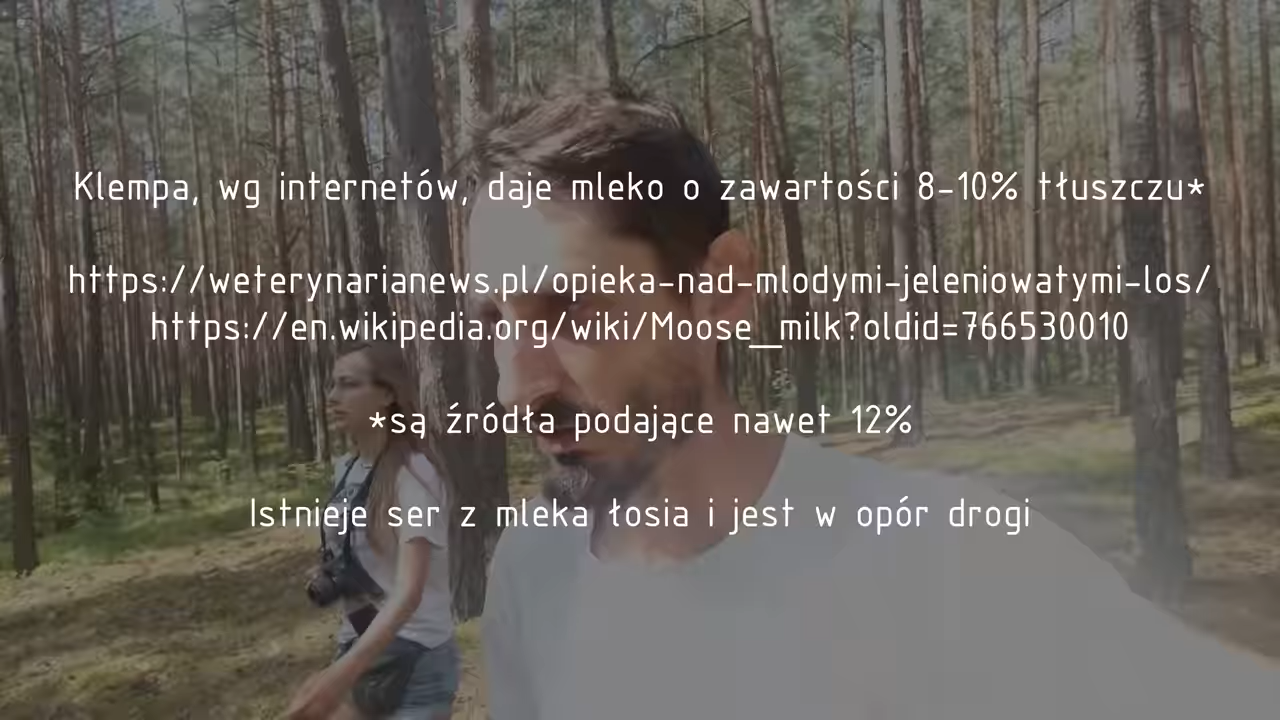 Klempa, wg internetów, daje mleko o zawartości 8-10% tłuszczu*
https://weterynarianews.pl/opieka-nad-mlodymi-jeleniowatymi-los/
https://en.wikipedia.org/wiki/Moose_milk?oldid=766530010
*są źródła podające nawet 12%
Istnieje ser z mleka łosia i jest w opór drogi